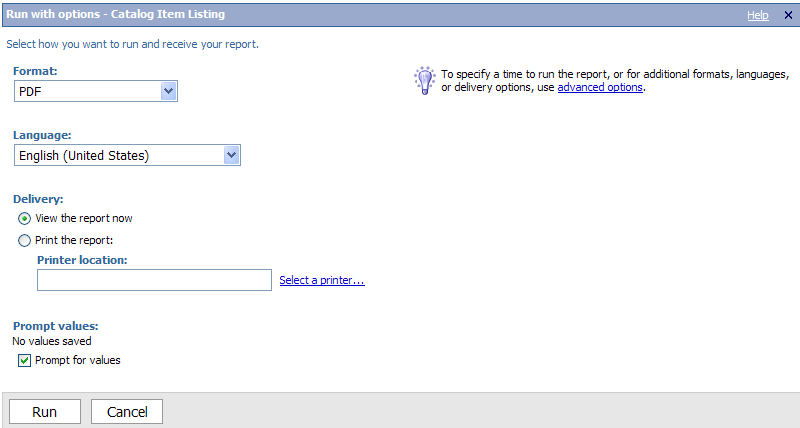 Run with options - Catalog Item Listing
Help
Select how you want to run and receive your report.
Format:
PDF
To specify a time to run the report, or for additional formats, languages,
or delivery options, use advanced options.
Language:
English (United States)
Delivery:
View the report now
Print the report:
Printer location:
Select a printer...
Prompt values:
No values saved
Prompt for values
Run
Cancel